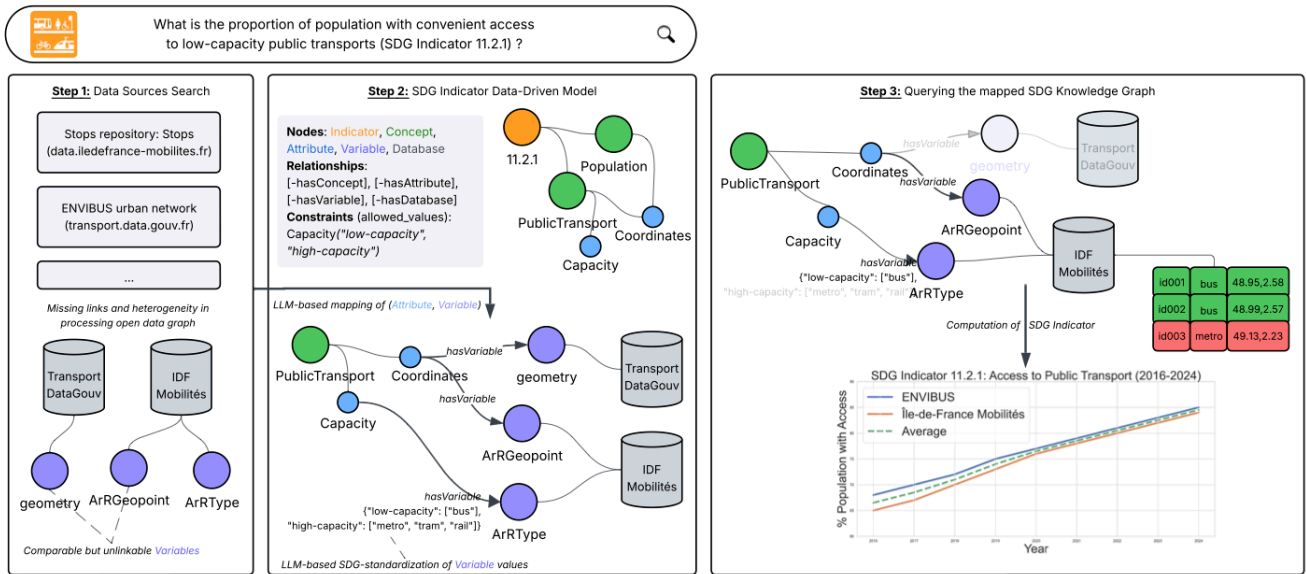 What is the proportion of population with convenient access
to low-capacity public transports (SDG Indicator 11.2.1) ?
Step 1: Data Sources Search
Stops repository: Stops
(data.iledefrance-mobilites.fr)
ENVIBUS urban network
(transport.data.gouv.fr)
...
Missing links and heterogeneity in
processing open data graph
Transport
DataGouv
IDF
Mobilités
geometry
ArRGeopoint
ArRType
Comparable but unlinkable Variables
Step 2: SDG Indicator Data-Driven Model
Nodes: Indicator, Concept,
Attribute, Variable, Database
Relationships:
[-hasConcept], [-hasAttribute],
[-hasVariable], [-hasDatabase]
Constraints (allowed_values):
Capacity("low-capacity",
"high-capacity")
11.2.1
Population
PublicTransport
Coordinates
Capacity
LLM-based mapping of (Attribute, Variable)
PublicTransport
Coordinates
hasVariable
geometry
Transport
DataGouv
hasVariable
Capacity
ArRGeopoint
IDF
Mobilités
hasVariable
{"low-capacity": ["bus"],
"high-capacity": ["metro", "tram", "rail"]}
ArRType
LLM-based SDG-standardization of Variable values
Step 3: Querying the mapped SDG Knowledge Graph
PublicTransport
Coordinates
hasVariable
geometry
Transport
DataGouv
hasVariable
ArRGeopoint
Capacity
IDF
Mobilités
hasVariable
{"low-capacity": ["bus"],
"high-capacity": ["metro", "tram", "rail"]}
ArRType
id001 bus 48.95,2.58
id002 bus 48.99,2.57
id003 metro 49.13,2.23
Computation of SDG Indicator
SDG Indicator 11.2.1: Access to Public Transport (2016-2024)
ENVIBUS
Île-de-France Mobilités
Average
% Population with Access
2016 2017 2018 2019 2020 2021 2022 2023 2024
Year